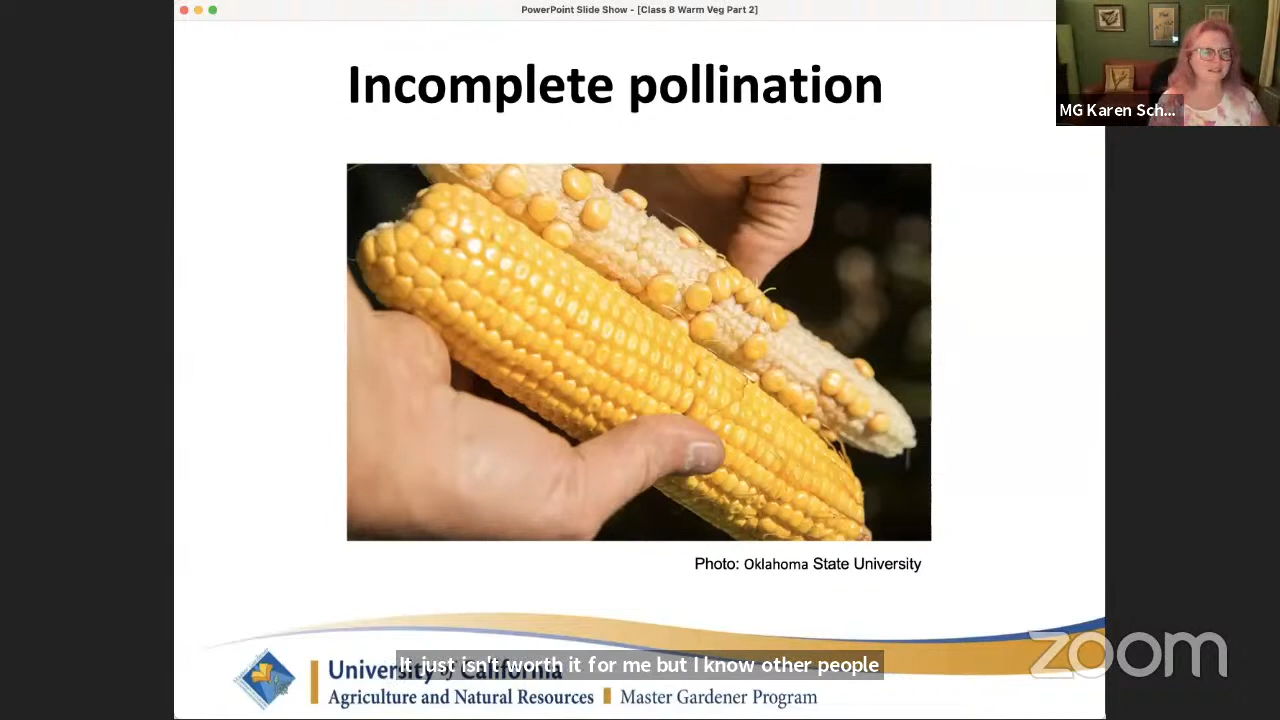 PowerPoint Slide Show - [Class 8 Warm Veg Part 2]
Incomplete pollination
MG Karen Sch...
Photo: Oklahoma State University
zoom
It just isn't worth it for me but I know other people
University of California
Agriculture and Natural Resources
Master Gardener Program